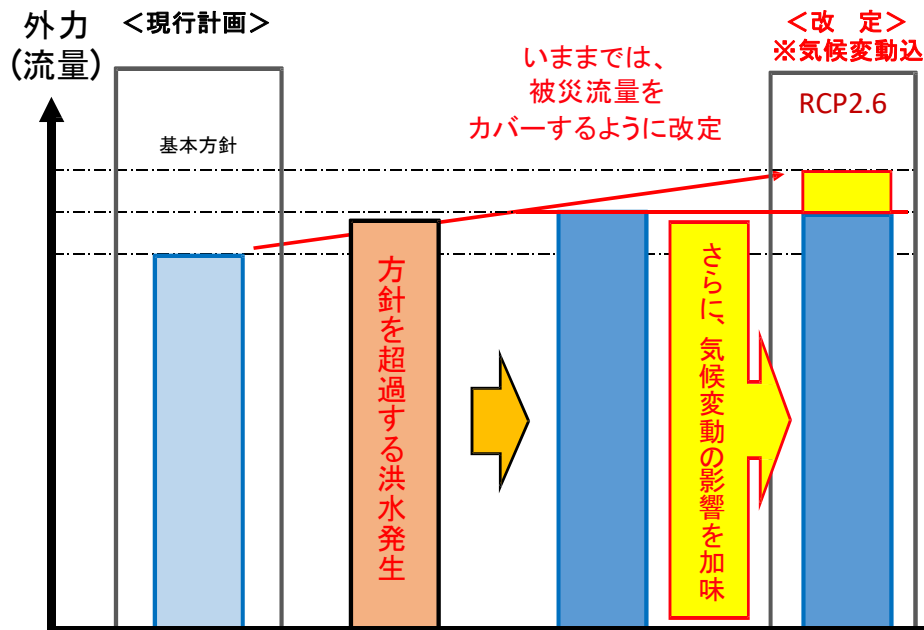 外力
(流量)
＜現行計画＞
基本方針
方針を超過する洪水発生
いままでは、
被災流量を
カバーするように改定
さらに、気候変動の影響を加味
＜改　定＞
※気候変動込
RCP2.6